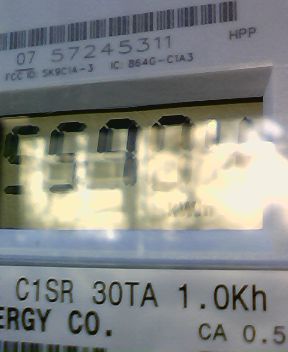 HPP
07 57245311
FCC ID: SK9C1A-3 IC: 864G-C1A3
C1SR 30TA 1.0Kh
ERGY CO.
CA 0.5